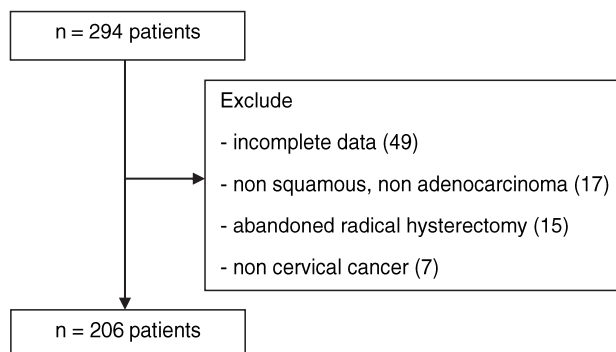 n = 294 patients
Exclude
- incomplete data (49)
- non squamous, non adenocarcinoma (17)
- abandoned radical hysterectomy (15)
- non cervical cancer (7)
n = 206 patients